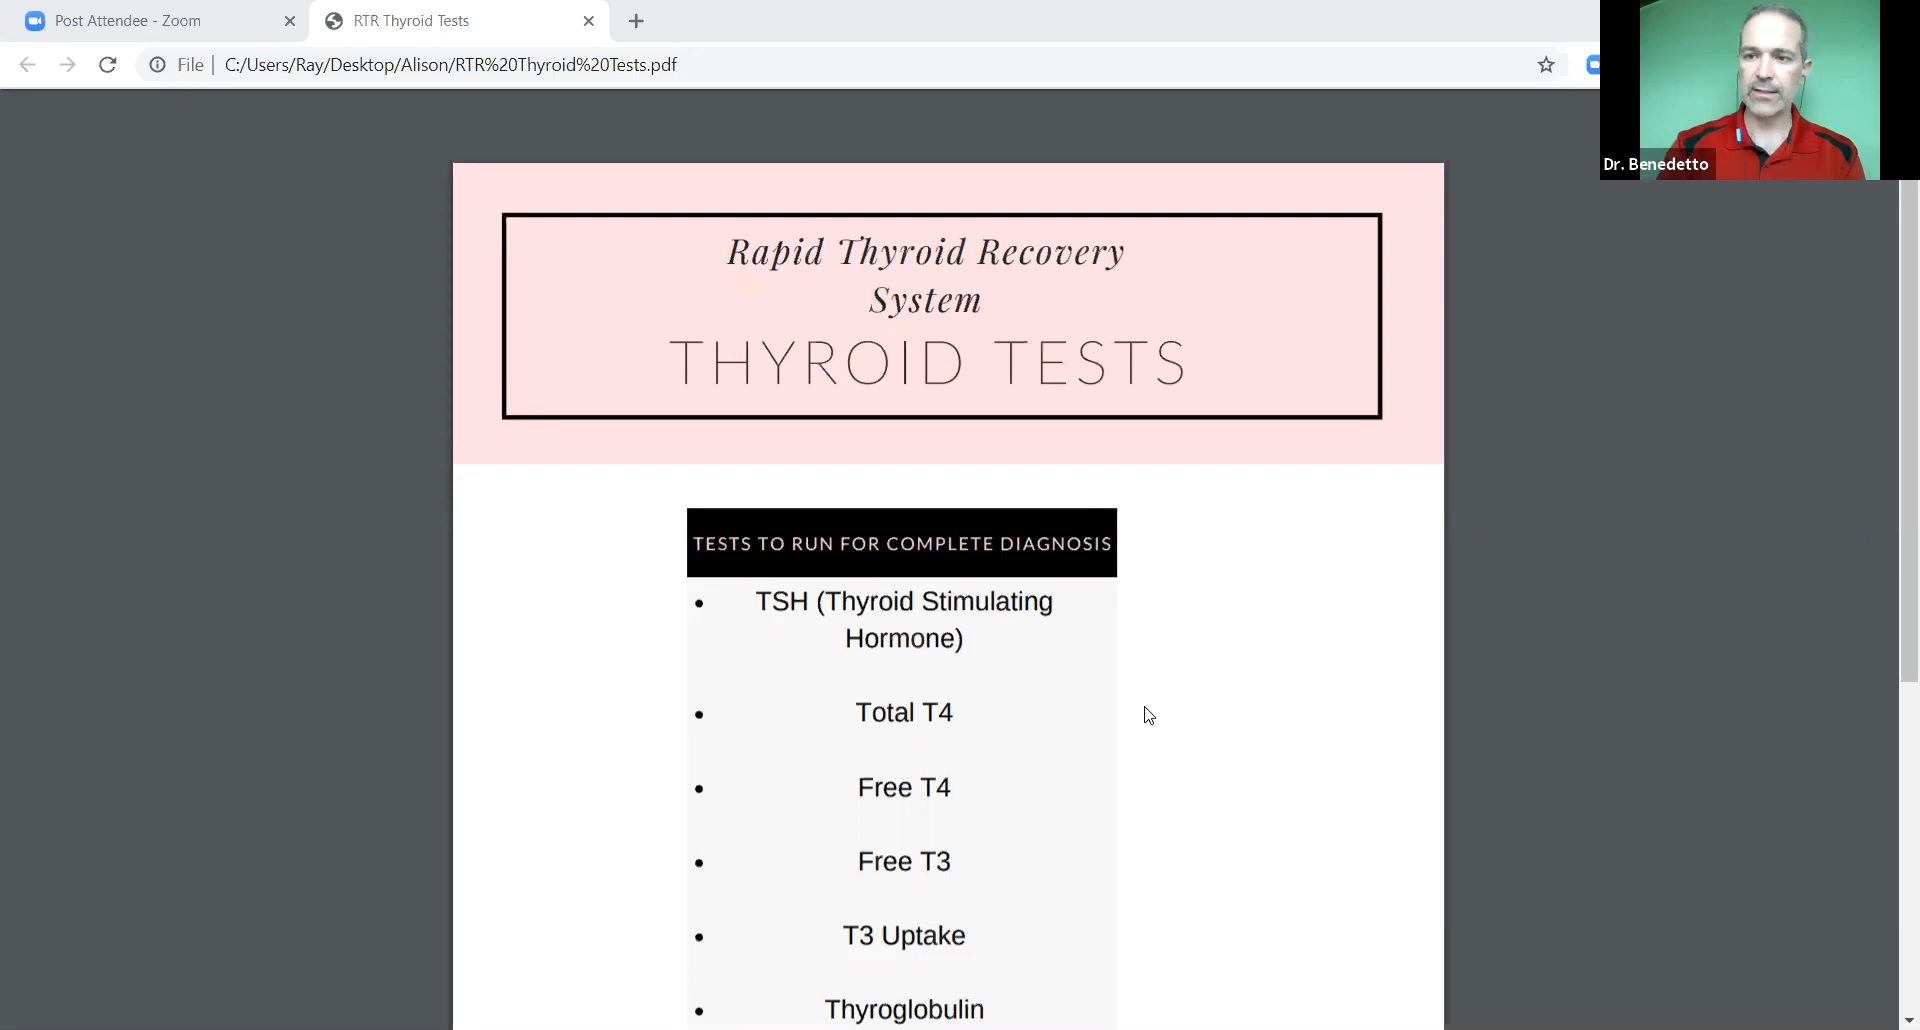 Post Attendee - Zoom
RTR Thyroid Tests
File
C:/Users/Ray/Desktop/Alison/RTR%20Thyroid%20Tests.pdf
Dr. Benedetto
Rapid Thyroid Recovery
System
THYROID TESTS
TESTS TO RUN FOR COMPLETE DIAGNOSIS
• TSH (Thyroid Stimulating
Hormone)
• Total T4
• Free T4
• Free T3
• T3 Uptake
• Thyroglobulin